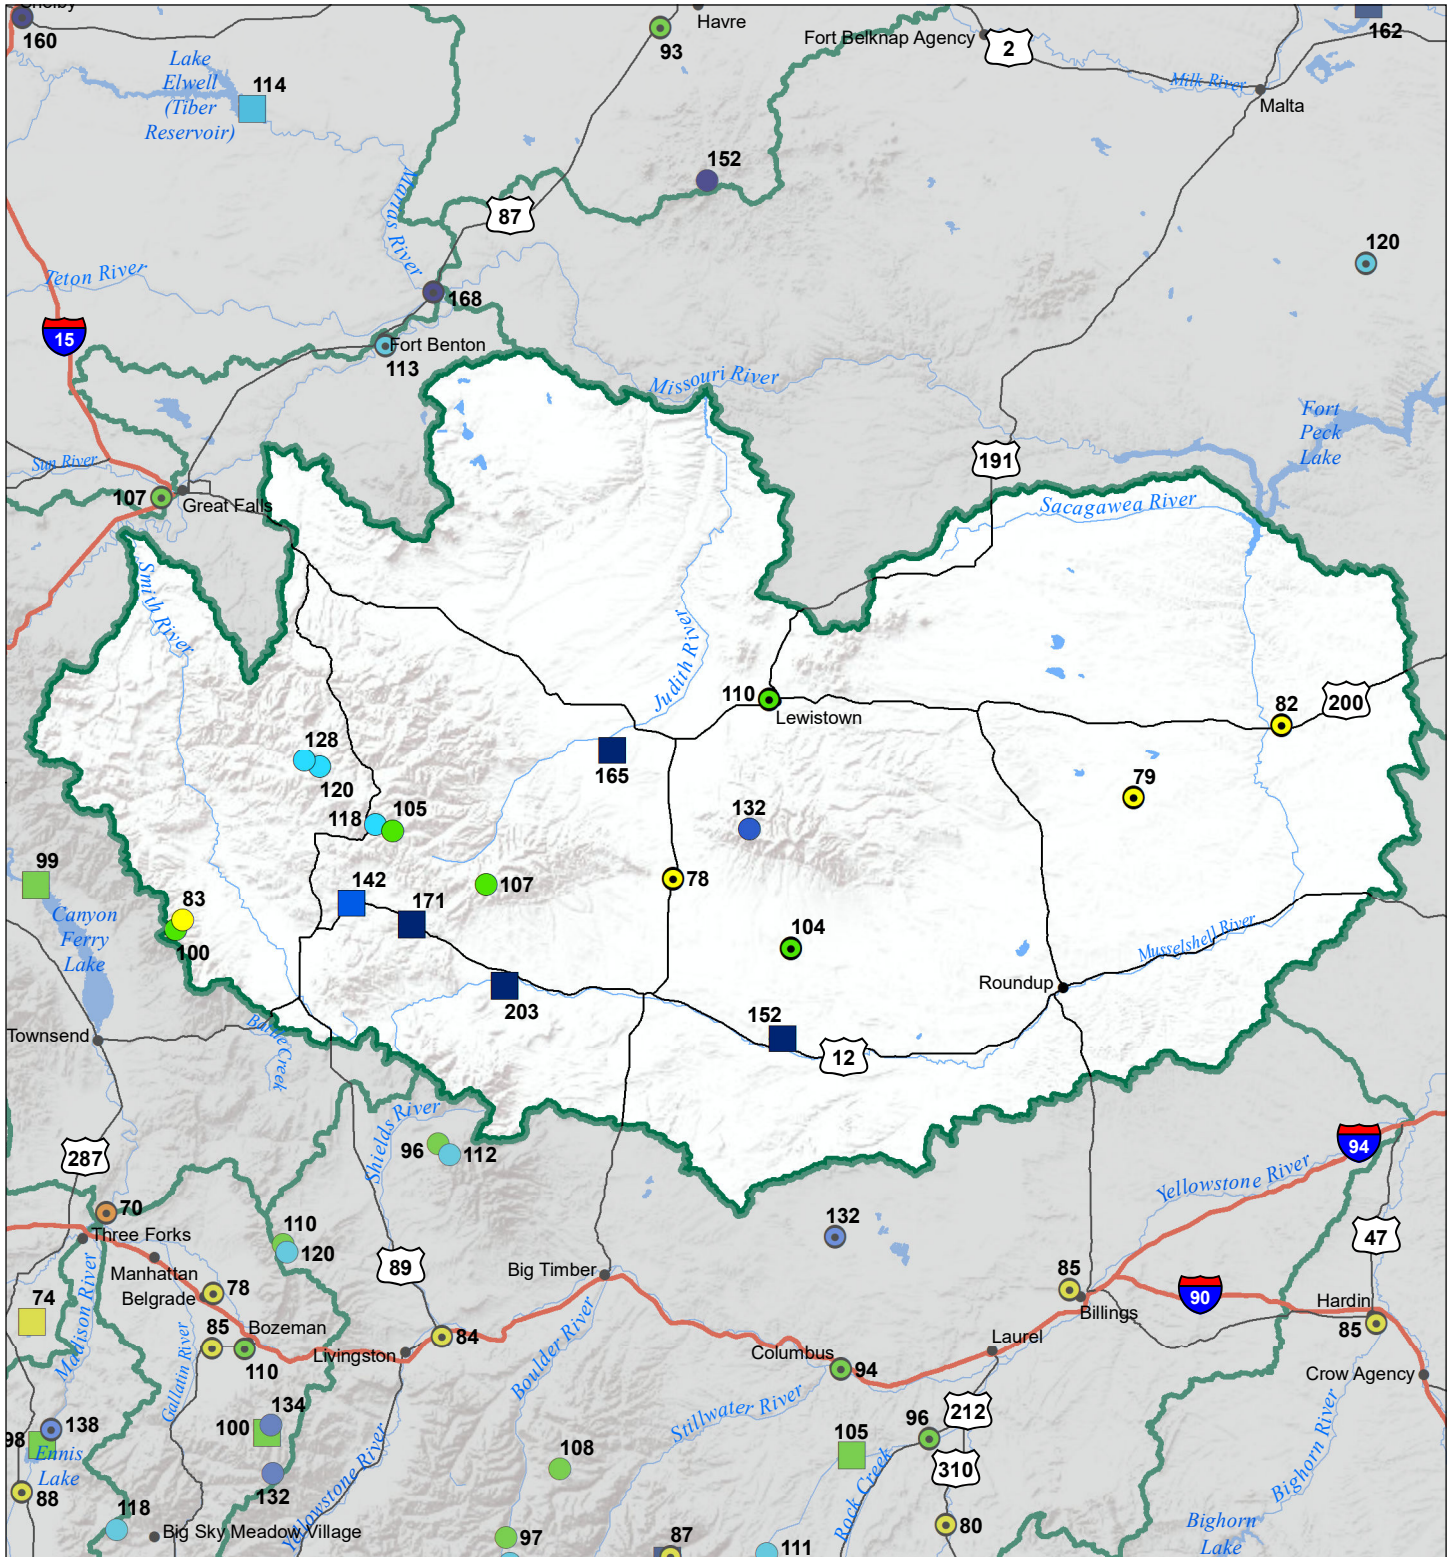 Shelby
160
Havre
93
Fort Belknap Agency
2
162
Lake
Elwell
(Tiber
Reservoir)
114
Milk River
Malta
152
Marias River
87
120
Teton River
168
15
Fort Benton
113
Missouri River
Fort
Peck
Lake
Sun River
191
107
Great Falls
Sacagawea River
Smith River
Judith River
110
Lewistown
82
200
128
120
165
79
118
105
132
99
142
107
78
83
171
Canyon
Ferry
Lake
100
104
Musselshell River
Roundup
203
152
Townsend
Battle Creek
12
Shields River
287
96
112
94
Yellowstone River
70
110
132
Three Forks
120
47
Manhattan
89
Big Timber
85
78
90
Belgrade
74
Madison River
Billings
Hardin
85
Bozeman
84
85
Boulder River
Laurel
Livingston
Columbus
110
94
Gallatin River
Crow Agency
134
Stillwater River
212
138
100
96
98
105
Ennis
Lake
108
310
Bighorn River
88
132
Yellowstone River
Rock Creek
118
Big Sky Meadow Village
97
87
111
80
Bighorn
Lake